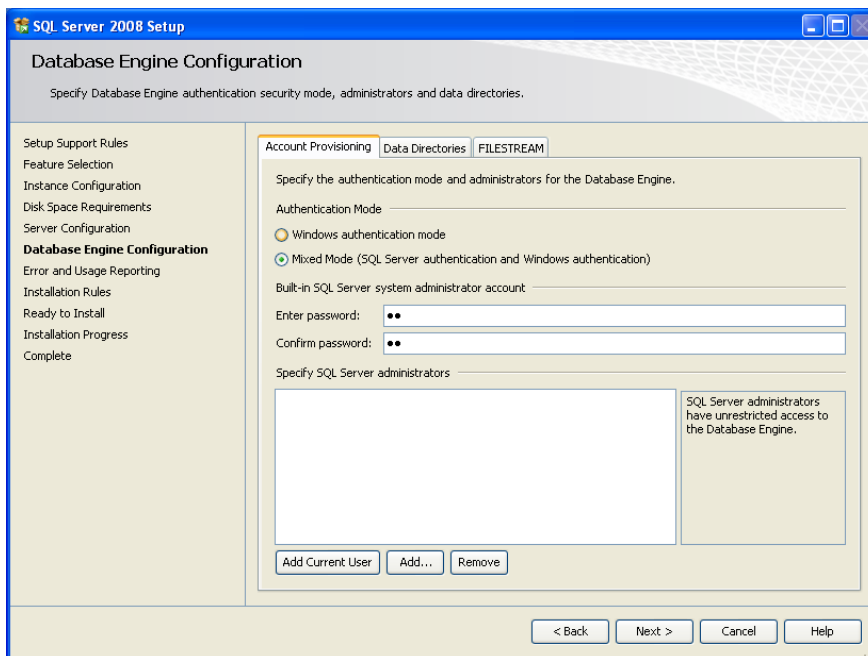 SQL Server 2008 Setup
Database Engine Configuration
Specify Database Engine authentication security mode, administrators and data directories.
Setup Support Rules
Feature Selection
Instance Configuration
Disk Space Requirements
Server Configuration
Database Engine Configuration
Error and Usage Reporting
Installation Rules
Ready to Install
Installation Progress
Complete
Account Provisioning
Data Directories
FILESTREAM
Specify the authentication mode and administrators for the Database Engine.
Authentication Mode
Windows authentication mode
Mixed Mode (SQL Server authentication and Windows authentication)
Built-in SQL Server system administrator account
Enter password: ●●
Confirm password: ●●
Specify SQL Server administrators
SQL Server administrators
have unrestricted access to
the Database Engine.
Add Current User
Add...
Remove
< Back
Next >
Cancel
Help